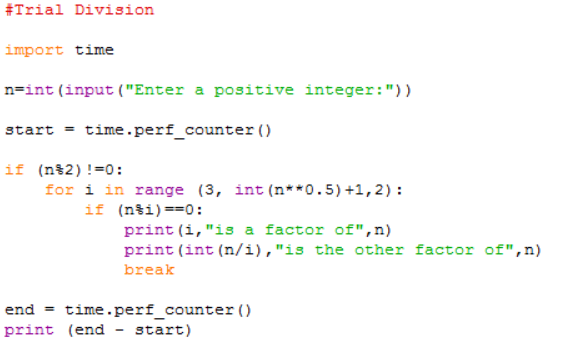 #Trial Division
import time
n=int(input("Enter a positive integer:"))
start = time.perf_counter()
if (n%2)!=0:
    for i in range (3, int(n**0.5)+1,2):
        if (n%i)==0:
            print(i,"is a factor of",n)
            print(int(n/i),"is the other factor of",n)
            break
end = time.perf_counter()
print (end - start)